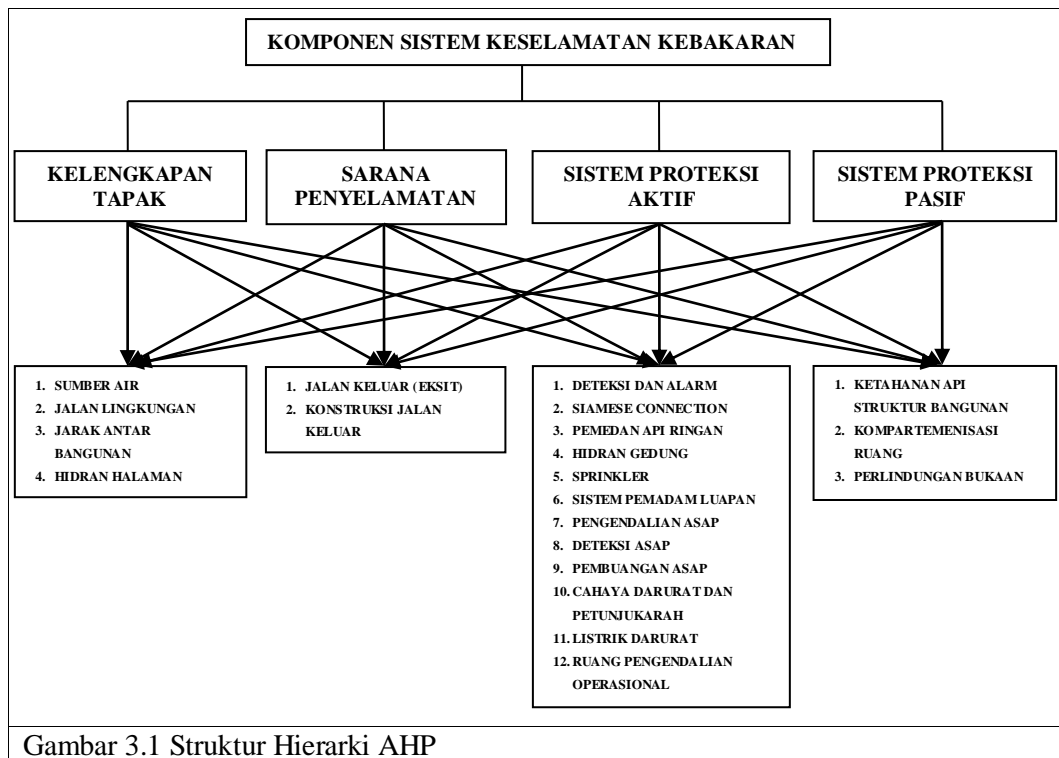 KOMPONEN SISTEM KESELAMATAN KEBAKARAN
KELENGKAPAN
TAPAK
SARANA
PENYELAMATAN
SISTEM PROTEKSI
AKTIF
SISTEM PROTEKSI
PASIF
1. SUMBER AIR
2. JALAN LINGKUNGAN
3. JARAK ANTAR
BANGUNAN
4. HIDRAN HALAMAN
1. JALAN KELUAR (EKSIT)
2. KONSTRUKSI JALAN
KELUAR
1. DETEKSI DAN ALARM
2. SIAMESE CONNECTION
3. PEMEDAN API RINGAN
4. HIDRAN GEDUNG
5. SPRINKLER
6. SISTEM PEMADAM LUAPAN
7. PENGENDALIAN ASAP
8. DETEKSI ASAP
9. PEMBUANGAN ASAP
10. CAHAYA DARURAT DAN
PETUNJUKARAH
11. LISTRIK DARURAT
12. RUANG PENGENDALIAN
OPERASIONAL
1. KETAHANAN API
STRUKTUR BANGUNAN
2. KOMPARTEMENISASI
RUANG
3. PERLINDUNGAN BUKAAN
Gambar 3.1 Struktur Hierarki AHP